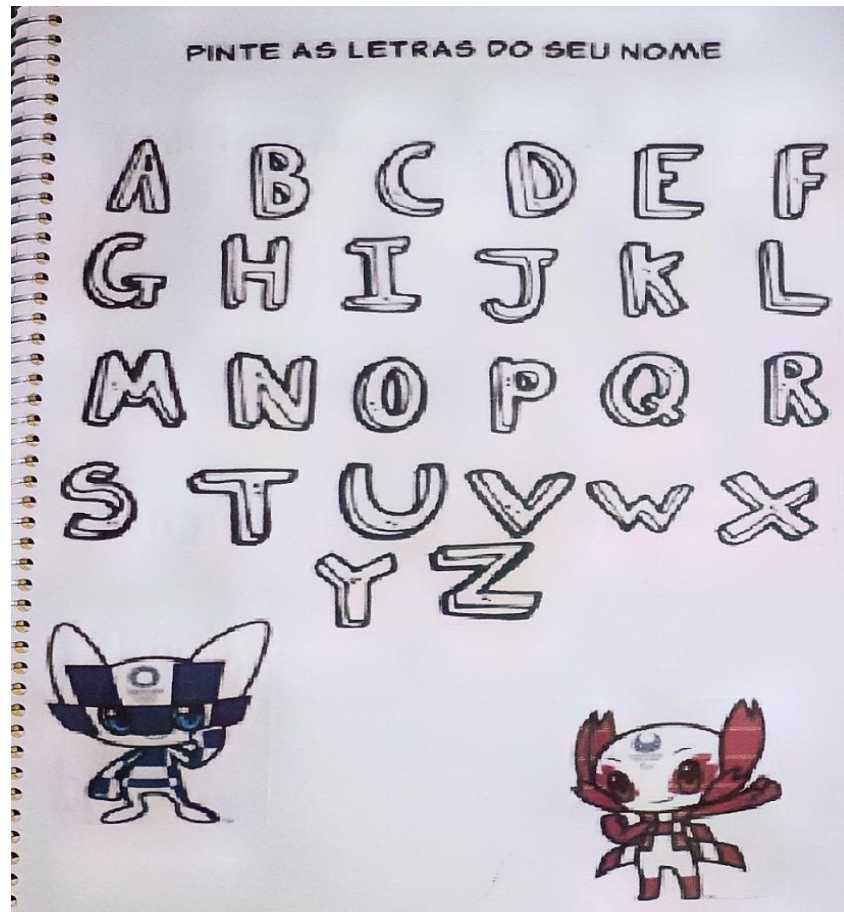 PINTE AS LETRAS DO SEU NOME
A B C D E F
G H I J K L
M N O P Q R
S T U V W X
Y Z